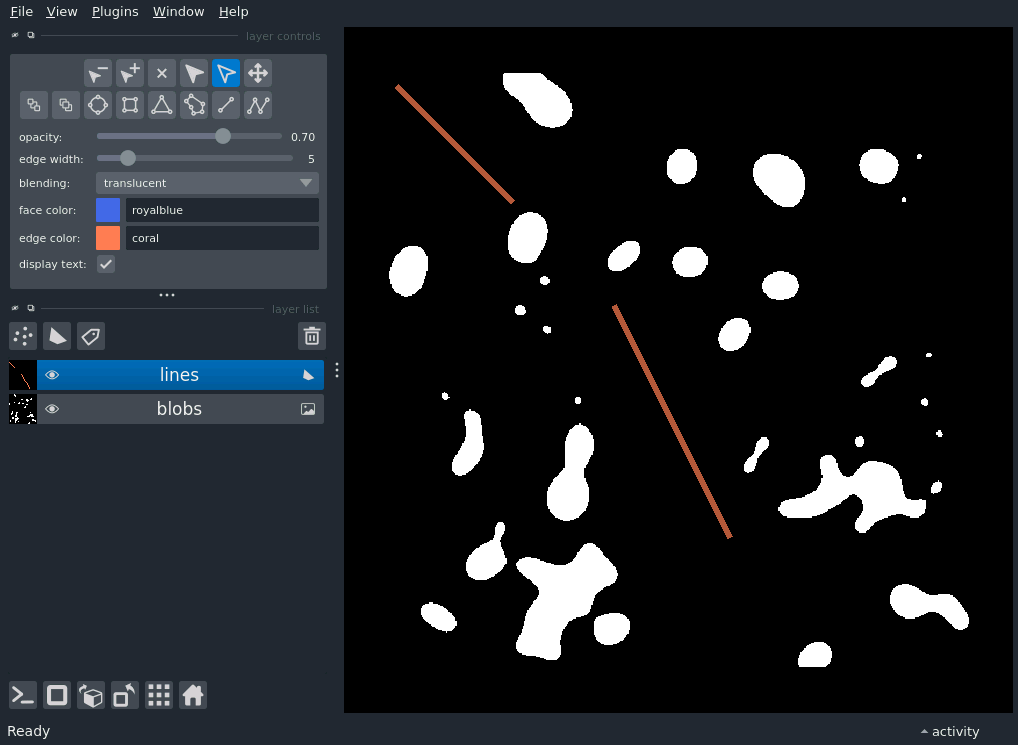 File View Plugins Window Help
layer controls
opacity: 0.70
edge width: 5
blending: translucent
face color: royalblue
edge color: coral
display text:
layer list
lines
blobs
Ready
activity